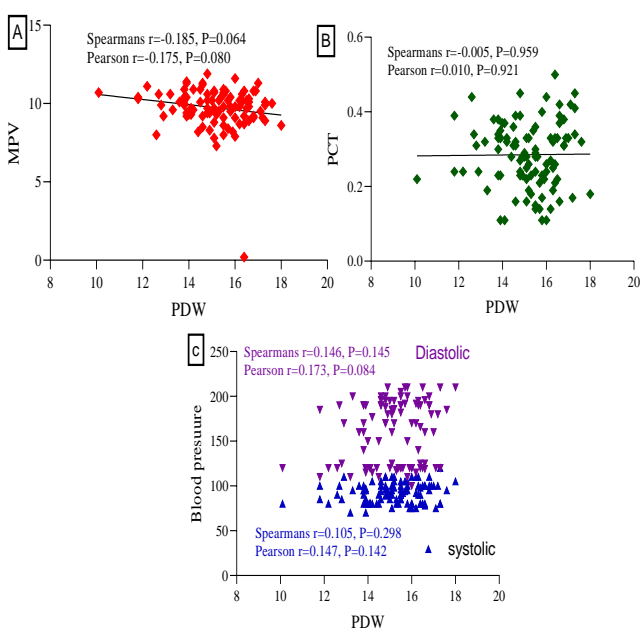 A
Spearmans r=-0.185, P=0.064
Pearson r=-0.175, P=0.080
15
10
5
0
MPV
8 10 12 14 16 18 20
PDW
B
Spearmans r=-0.005, P=0.959
Pearson r=0.010, P=0.921
0.6
0.4
0.2
0.0
PCT
8 10 12 14 16 18 20
PDW
c
Spearmans r=0.146, P=0.145
Pearson r=0.173, P=0.084
Diastolic
250
200
150
100
50
0
Blood presuure
Spearmans r=0.105, P=0.298
Pearson r=0.147, P=0.142
systolic
8 10 12 14 16 18 20
PDW